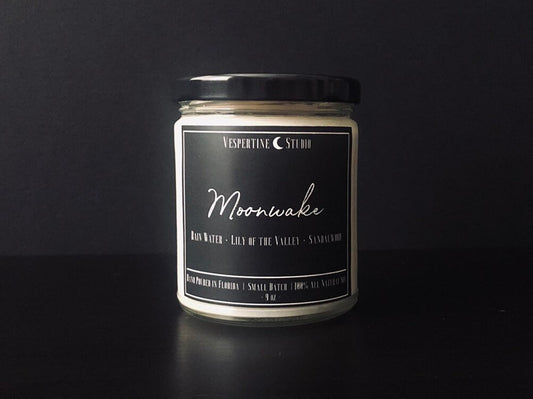 Vespertine Studio
Moonwake
Rain Water - Lily of the Valley - Sandalwood
Hand Poured in Florida | Small Batch | 100% All Natural Soy
- 9 oz -